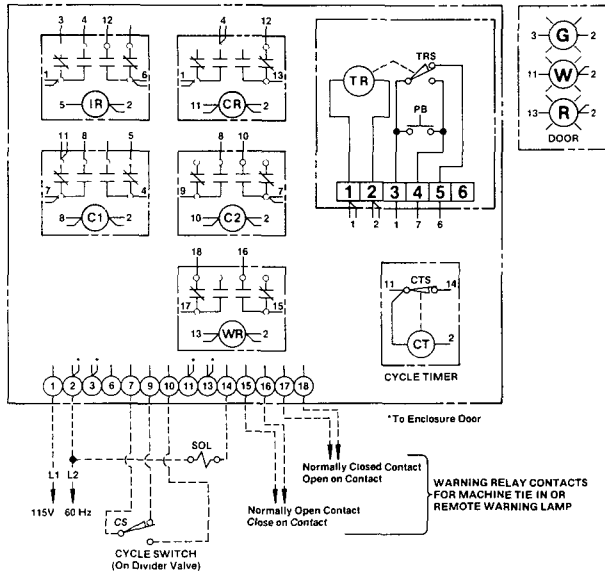 3 4 12
1 6
5 IR 2
4 12
1 13
11 CR 2
11 8 5
7 4
8 C1 2
8 10
9 7
10 C2 2
18 16
17 15
13 WR 2
TR TRS
PB
1 2 3 4 5 6
1 2 1 7 6
11 CTS 14
CT 2
CYCLE TIMER
3 G 2
11 W 2
13 R 2
DOOR
* * * *
1 2 3 6 7 9 10 11 13 14 15 16 17 18
*To Enclosure Door
SOL
L1 L2
115V 60 Hz
CS
CYCLE SWITCH
(On Divider Valve)
Normally Closed Contact
Open on Contact
Normally Open Contact
Close on Contact
WARNING RELAY CONTACTS
FOR MACHINE TIE IN OR
REMOTE WARNING LAMP